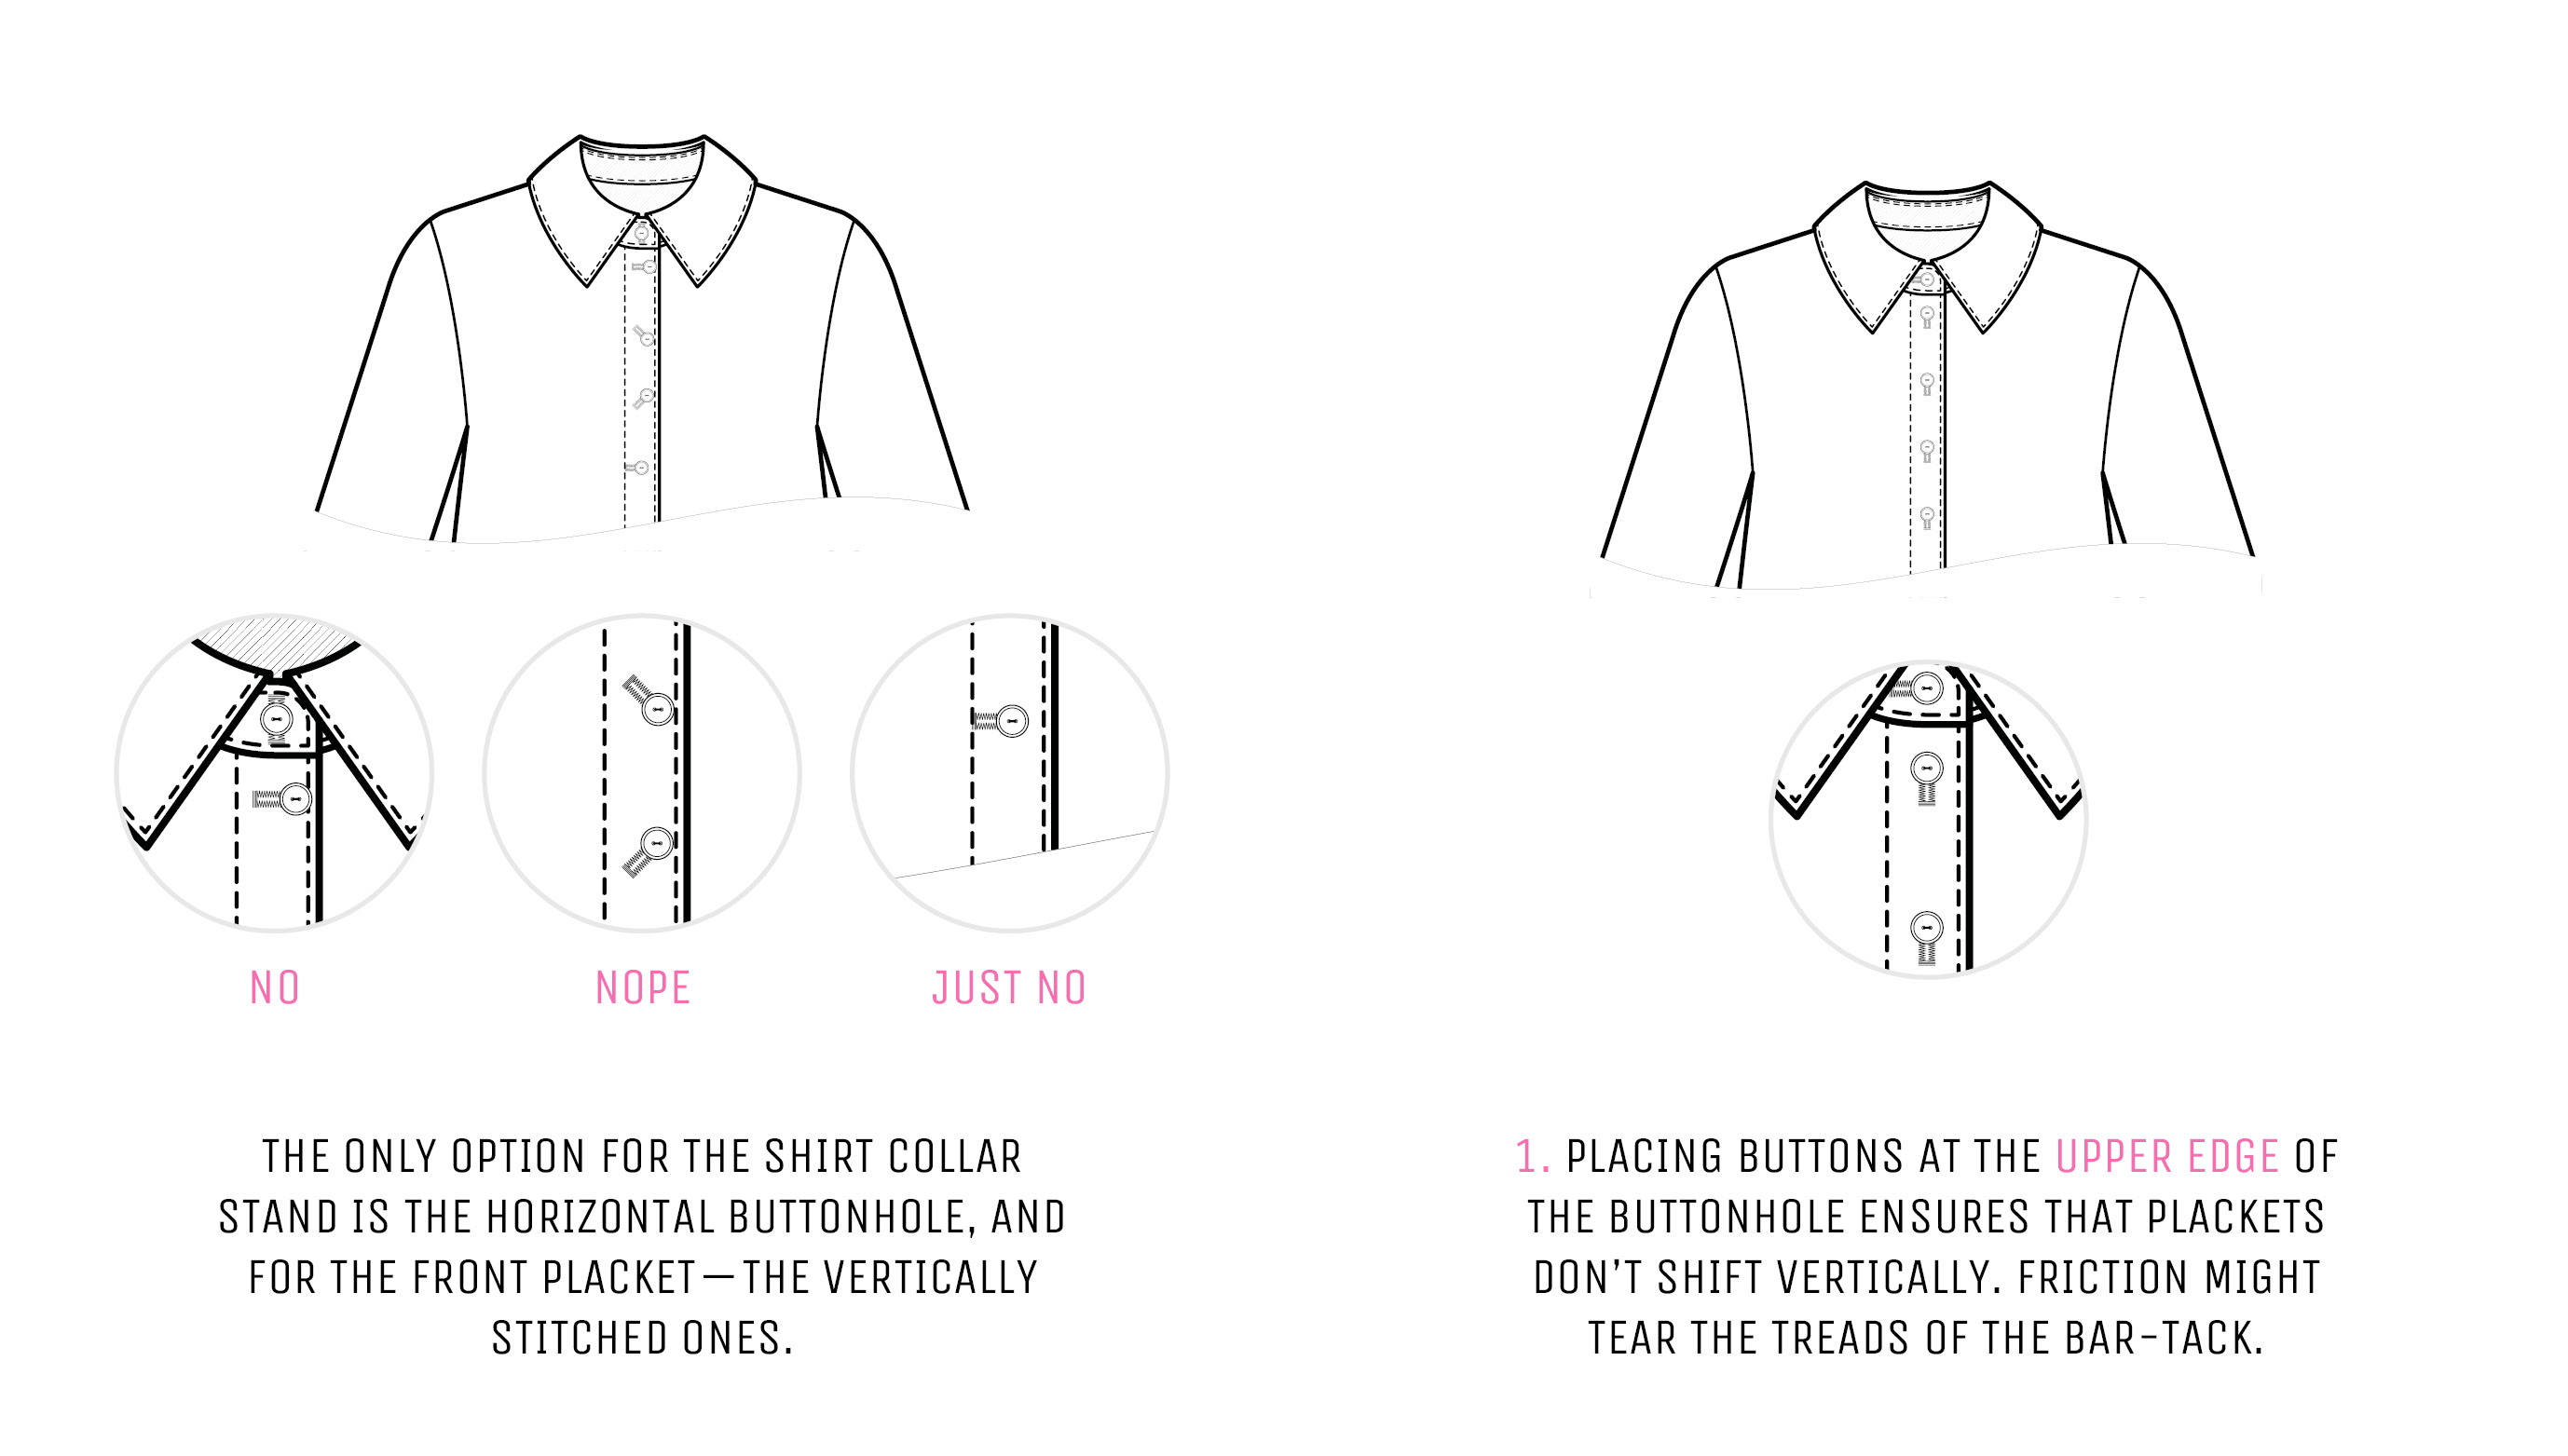 NO
NOPE
JUST NO
THE ONLY OPTION FOR THE SHIRT COLLAR
STAND IS THE HORIZONTAL BUTTONHOLE, AND
FOR THE FRONT PLACKET—THE VERTICALLY
STITCHED ONES.
1. PLACING BUTTONS AT THE UPPER EDGE OF
THE BUTTONHOLE ENSURES THAT PLACKETS
DON’T SHIFT VERTICALLY. FRICTION MIGHT
TEAR THE TREADS OF THE BAR-TACK.